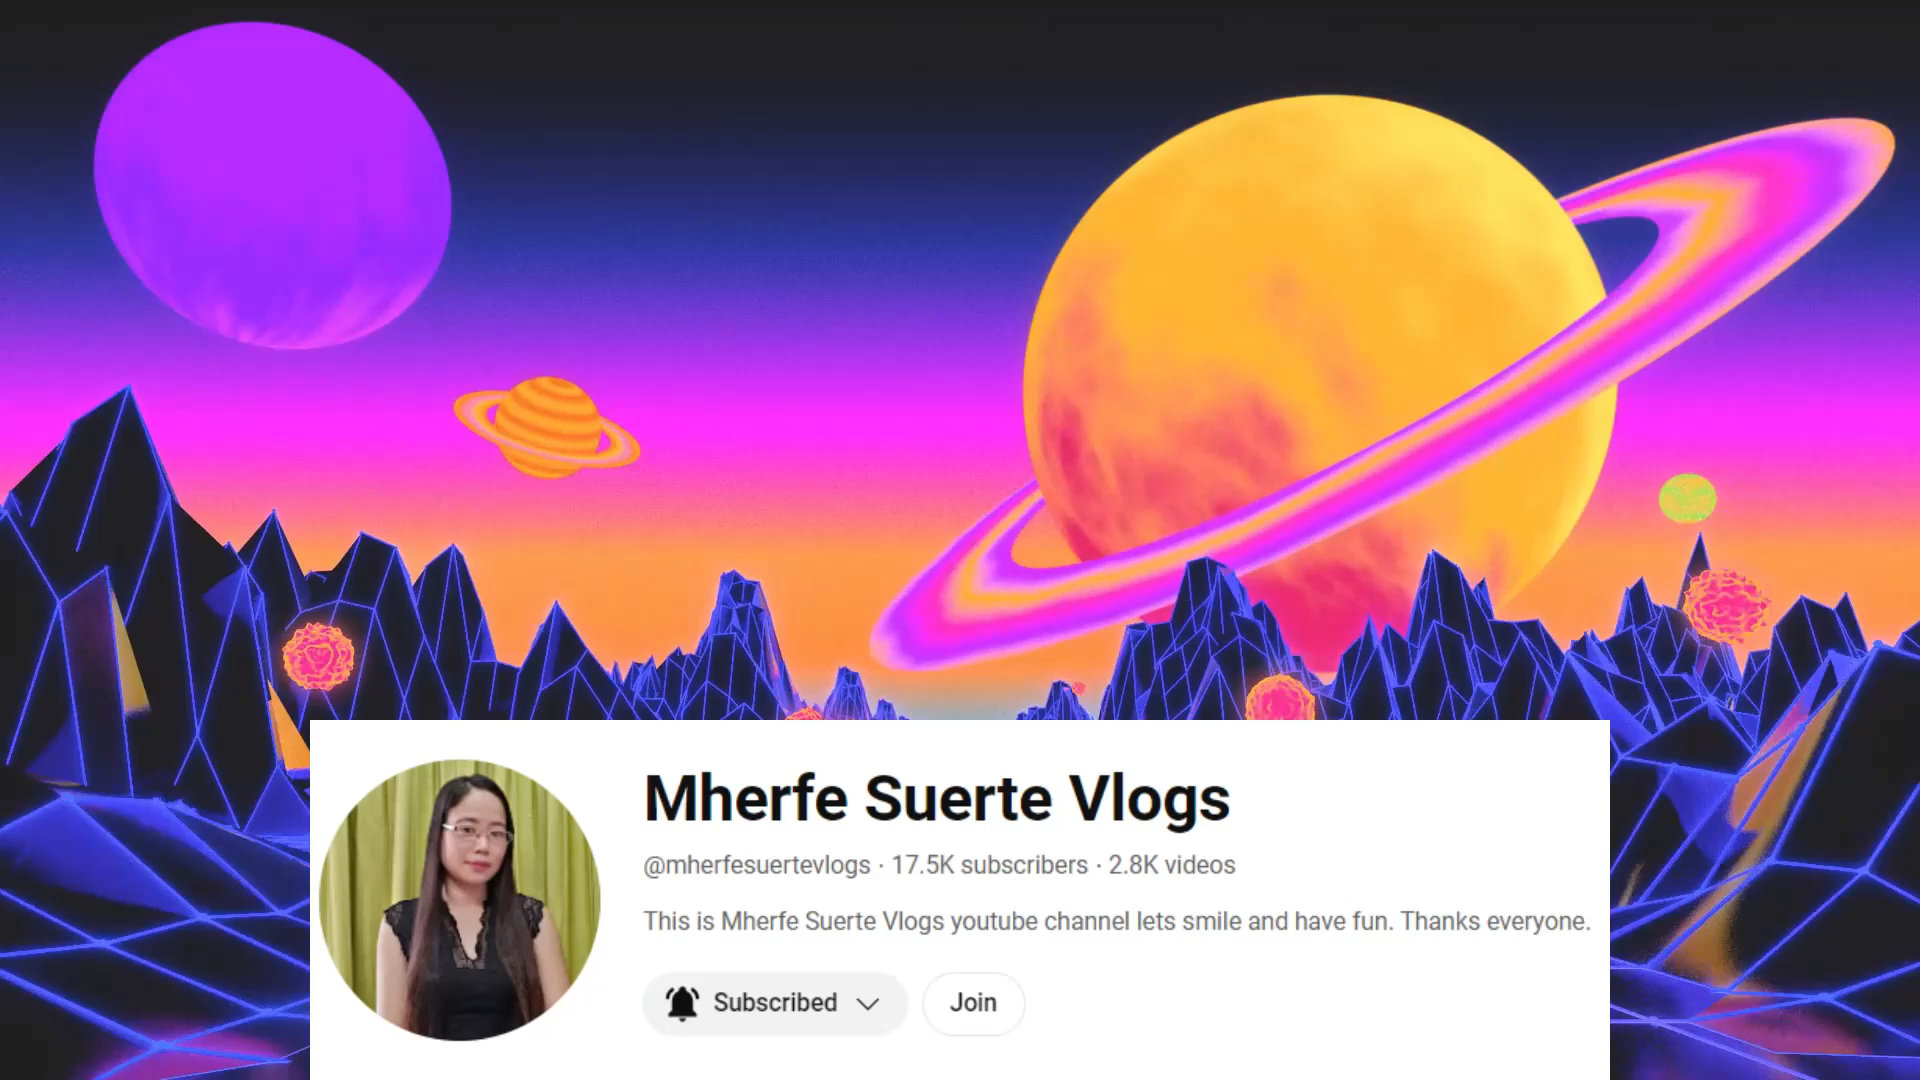 Mherfe Suerte Vlogs
@mherfesuertevlogs · 17.5K subscribers · 2.8K videos
This is Mherfe Suerte Vlogs youtube channel lets smile and have fun. Thanks everyone.
Subscribed
Join